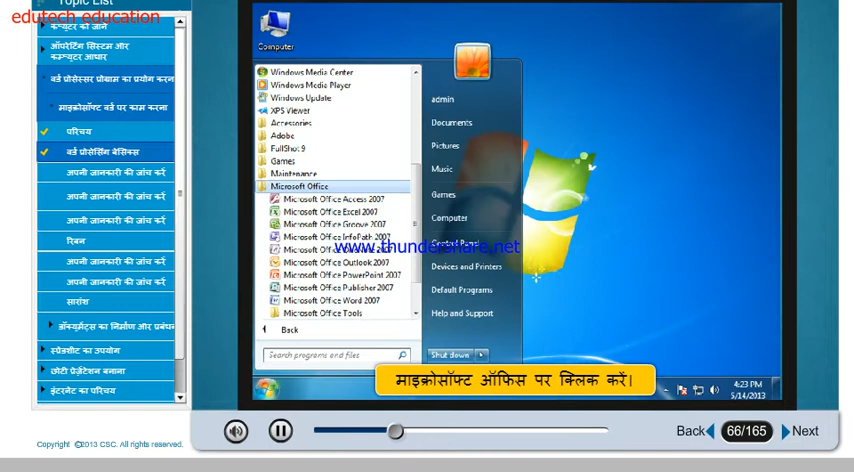 Topic List
edutech education
कंप्यूटर को जानें
ऑपरेटिंग सिस्टम और
कम्प्यूटर आधार
वर्ड प्रोसेस्सर प्रोग्राम का प्रयोग करन
माइक्रोसॉफ्ट वर्ड पर काम करना
परिचय
वर्ड प्रोसेसिंग बेसिक्स
अपनी जानकारी की जांच करें
अपनी जानकारी की जांच करें
अपनी जानकारी की जांच करें
रिबन
अपनी जानकारी की जांच करें
अपनी जानकारी की जांच करें
सारांश
डॉक्यूमेंट्स का निर्माण और प्रबंधन
स्प्रेडशीट का उपयोग
छोटी प्रेज़ेंटेशन बनाना
इंटरनेट का परिचय
Copyright ©2013 CSC. All rights reserved.
Computer
Windows Media Center
Windows Media Player
Windows Update
XPS Viewer
Accessories
Adobe
FullShot 9
Games
Maintenance
Microsoft Office
Microsoft Office Access 2007
Microsoft Office Excel 2007
Microsoft Office Groove 2007
Microsoft Office InfoPath 2007
Microsoft Office OneNote 2007
Microsoft Office Outlook 2007
Microsoft Office PowerPoint 2007
Microsoft Office Publisher 2007
Microsoft Office Word 2007
Microsoft Office Tools
Back
Search programs and files
admin
Documents
Pictures
Music
Games
Computer
Control Panel
Devices and Printers
Default Programs
Help and Support
Shut down
www.thundershare.net
माइक्रोसॉफ्ट ऑफिस पर क्लिक करें।
4:23 PM
5/14/2013
Back 66/165 Next